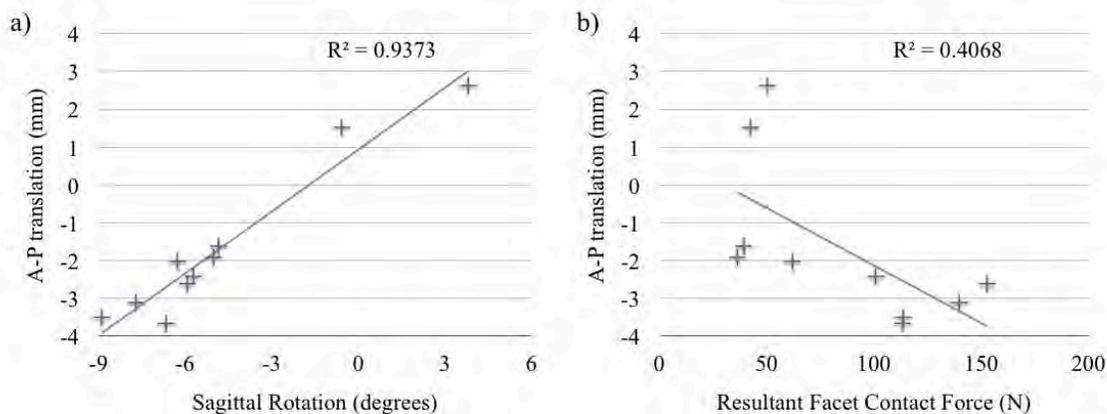 a)
R² = 0.9373
4
3
2
1
0
-1
-2
-3
-4
A-P translation (mm)
-9 -6 -3 0 3 6
Sagittal Rotation (degrees)
b)
R² = 0.4068
4
3
2
1
0
-1
-2
-3
-4
A-P translation (mm)
0 50 100 150 200
Resultant Facet Contact Force (N)